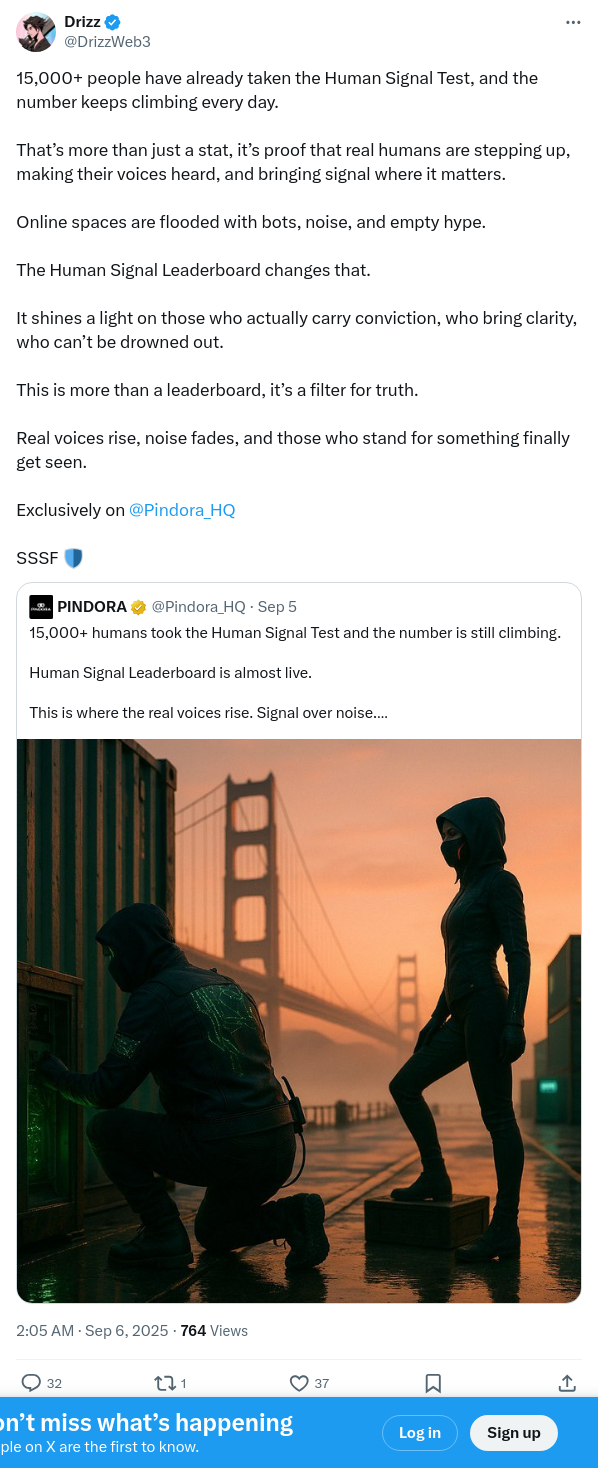 Drizz
@DrizzWeb3
15,000+ people have already taken the Human Signal Test, and the
number keeps climbing every day.
That’s more than just a stat, it’s proof that real humans are stepping up,
making their voices heard, and bringing signal where it matters.
Online spaces are flooded with bots, noise, and empty hype.
The Human Signal Leaderboard changes that.
It shines a light on those who actually carry conviction, who bring clarity,
who can’t be drowned out.
This is more than a leaderboard, it’s a filter for truth.
Real voices rise, noise fades, and those who stand for something finally
get seen.
Exclusively on @Pindora_HQ
SSSF
PINDORA @Pindora_HQ · Sep 5
15,000+ humans took the Human Signal Test and the number is still climbing.
Human Signal Leaderboard is almost live.
This is where the real voices rise. Signal over noise....
2:05 AM · Sep 6, 2025 · 764 Views
32 1 37
on’t miss what’s happening
ple on X are the first to know.
Log in
Sign up